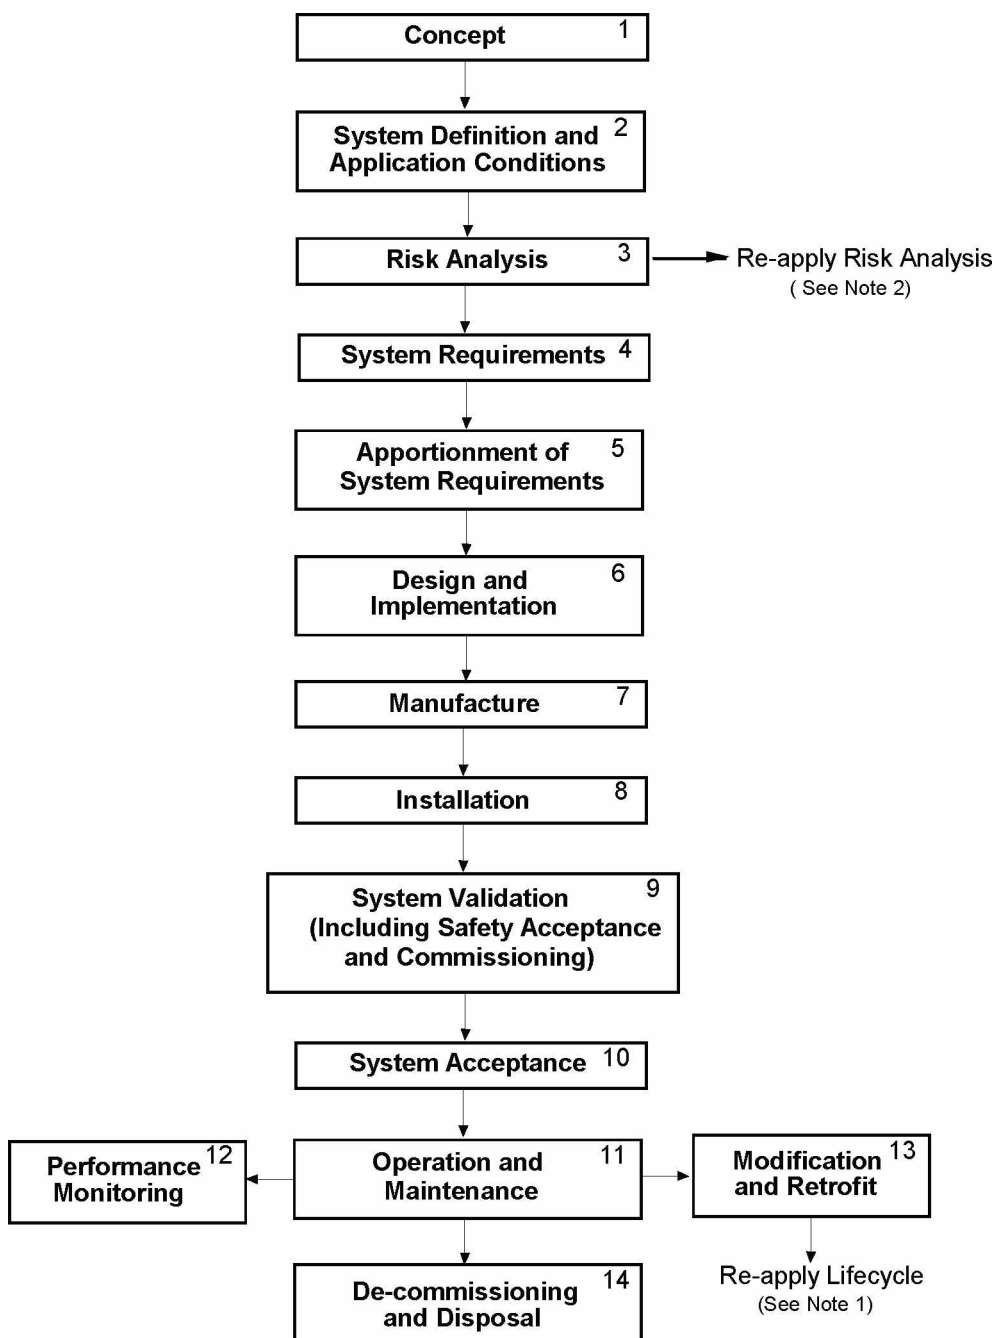 Concept 1
System Definition and 2
Application Conditions
Risk Analysis 3
Re-apply Risk Analysis
( See Note 2)
System Requirements 4
Apportionment of 5
System Requirements
Design and 6
Implementation
Manufacture 7
Installation 8
System Validation 9
(Including Safety Acceptance
and Commissioning)
System Acceptance 10
Performance 12
Monitoring
Operation and 11
Maintenance
Modification 13
and Retrofit
Re-apply Lifecycle
(See Note 1)
De-commissioning 14
and Disposal